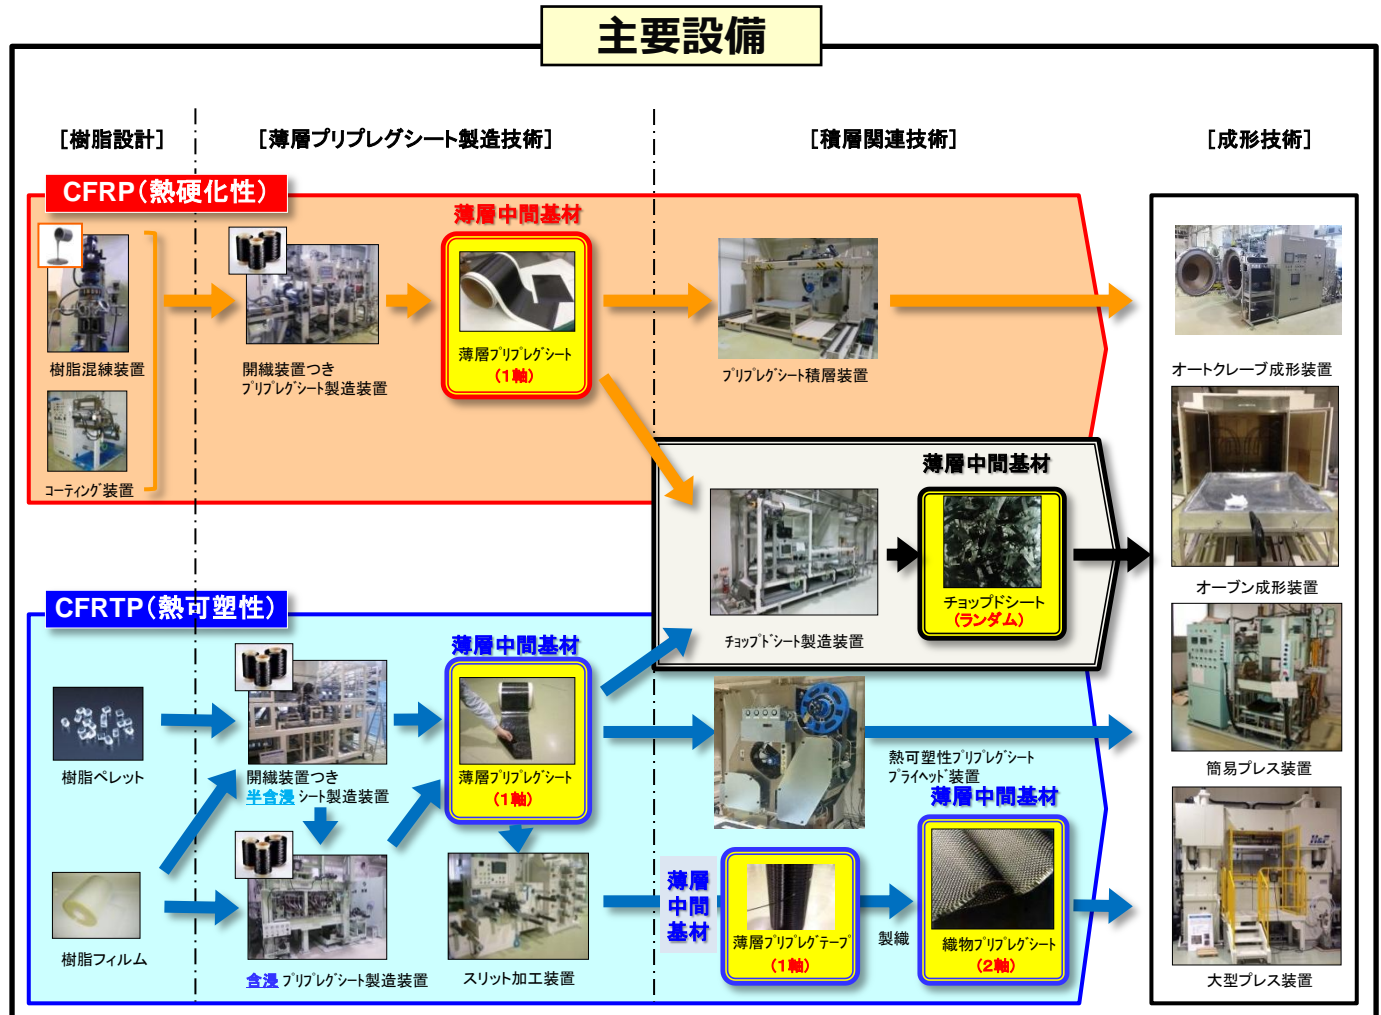 主要設備
[樹脂設計]
[薄層プリプレグシート製造技術]
[積層関連技術]
[成形技術]
CFRP(熱硬化性)
薄層中間基材
樹脂混練装置
コーティング装置
開繊装置つき
プリプレグシート製造装置
薄層プリプレグシート
(1軸)
プリプレグシート積層装置
オートクレーブ成形装置
薄層中間基材
チョップドシート製造装置
チョップドシート
(ランダム)
オーブン成形装置
CFRTP(熱可塑性)
薄層中間基材
樹脂ペレット
開繊装置つき
半含浸シート製造装置
薄層プリプレグシート
(1軸)
熱可塑性プリプレグシート
プライヘッド装置
簡易プレス装置
薄層中間基材
樹脂フィルム
含浸プリプレグシート製造装置
スリット加工装置
薄層
中間
基材
薄層プリプレグテープ
(1軸)
製織
織物プリプレグシート
(2軸)
H&F
大型プレス装置